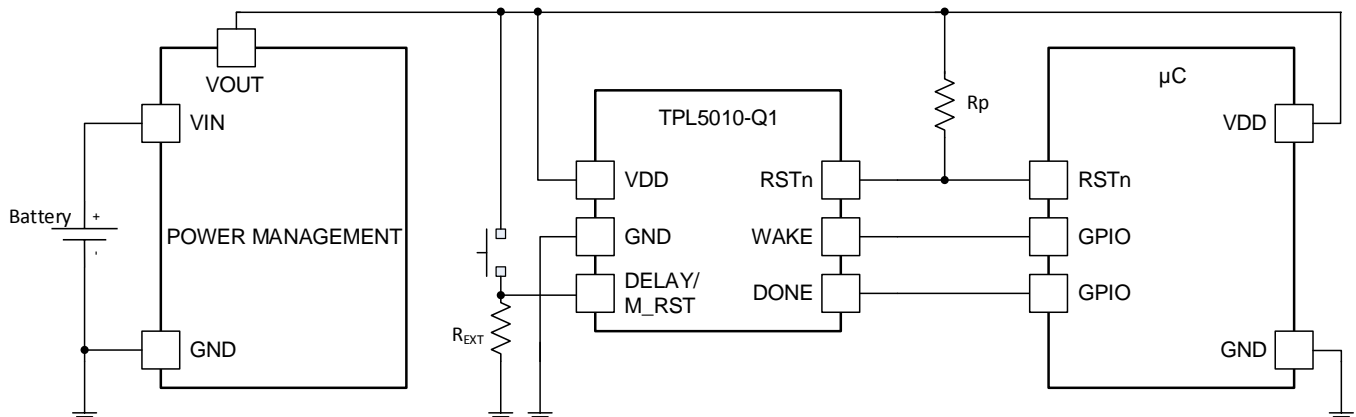 VOUT
VIN
Battery
+
-
POWER MANAGEMENT
GND
TPL5010-Q1
VDD
GND
DELAY/
M_RST
RSTn
WAKE
DONE
REXT
Rp
µC
VDD
RSTn
GPIO
GPIO
GND